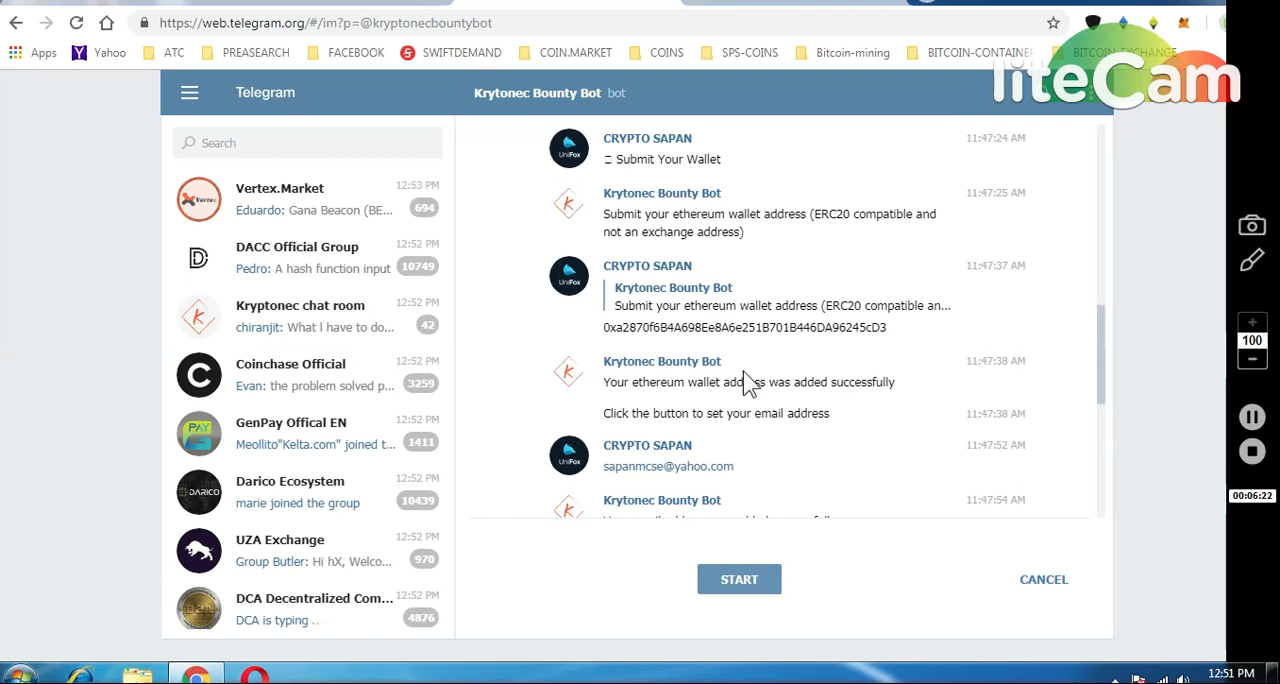 https://web.telegram.org/#/im?p=@kryptonecbountybot
Apps Yahoo ATC PREASEARCH FACEBOOK SWIFTDEMAND COIN.MARKET COINS SPS-COINS Bitcoin-mining BITCOIN-CONTAINER BITCOIN-EXCHANGE
liteCam
Telegram
Krytonec Bounty Bot bot
Search
Vertex.Market 12:53 PM
Eduardo: Gana Beacon (BE... 694
DACC Official Group 12:52 PM
Pedro: A hash function input 10749
Kryptonec chat room 12:52 PM
chiranjit: What I have to do... 42
Coinchase Official 12:52 PM
Evan: the problem solved p... 3259
GenPay Offical EN 12:52 PM
Meollito"Kelta.com" joined t... 1411
Darico Ecosystem 12:52 PM
marie joined the group 10439
UZA Exchange 12:52 PM
Group Butler: Hi hX, Welco... 970
DCA Decentralized Com... 12:52 PM
DCA is typing .. 4876
CRYPTO SAPAN 11:47:24 AM
Submit Your Wallet
Krytonec Bounty Bot 11:47:25 AM
Submit your ethereum wallet address (ERC20 compatible and
not an exchange address)
CRYPTO SAPAN 11:47:37 AM
Krytonec Bounty Bot
Submit your ethereum wallet address (ERC20 compatible an...
0xa2870f6B4A698Ee8A6e251B701B446DA96245cD3
Krytonec Bounty Bot 11:47:38 AM
Your ethereum wallet address was added successfully
Click the button to set your email address 11:47:38 AM
CRYPTO SAPAN 11:47:52 AM
sapanmcse@yahoo.com
Krytonec Bounty Bot 11:47:54 AM
START
CANCEL
UniFox
UniFox
UniFox
Vertex
DARICO
PAY
100
00:06:22
12:51 PM